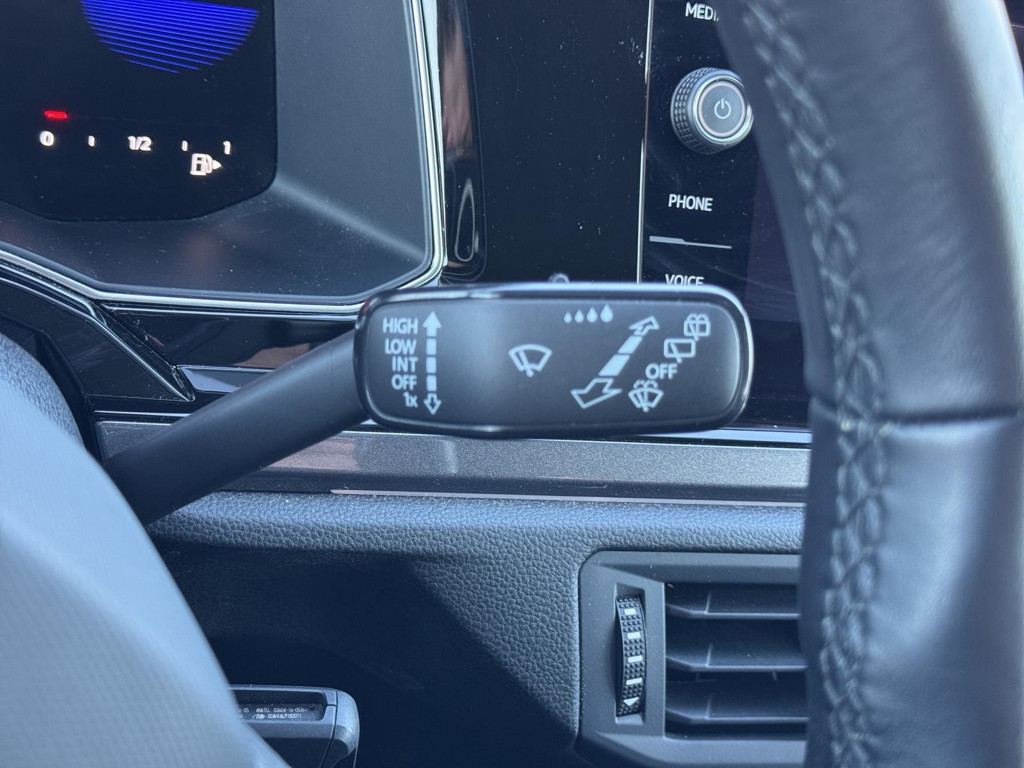 MEDI
0 1/2 1
PHONE
VOICE
HIGH
LOW
INT
OFF
1x
OFF